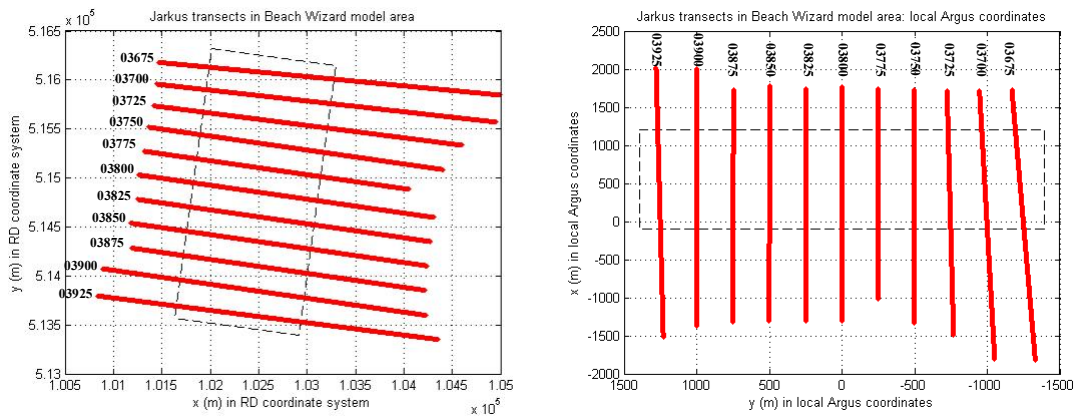 Jarkus transects in Beach Wizard model area
x 10^5
5.165
5.16
5.155
5.15
5.145
5.14
5.135
5.13
y (m) in RD coordinate system
03675
03700
03725
03750
03775
03800
03825
03850
03875
03900
03925
1.005 1.01 1.015 1.02 1.025 1.03 1.035 1.04 1.045 1.05
x (m) in RD coordinate system
x 10^5
Jarkus transects in Beach Wizard model area: local Argus coordinates
03925 03900 03875 03850 03825 03800 03775 03750 03725 03700 03675
2500
2000
1500
1000
500
0
-500
-1000
-1500
-2000
x (m) in local Argus coordinates
1500 1000 500 0 -500 -1000 -1500
y (m) in local Argus coordinates